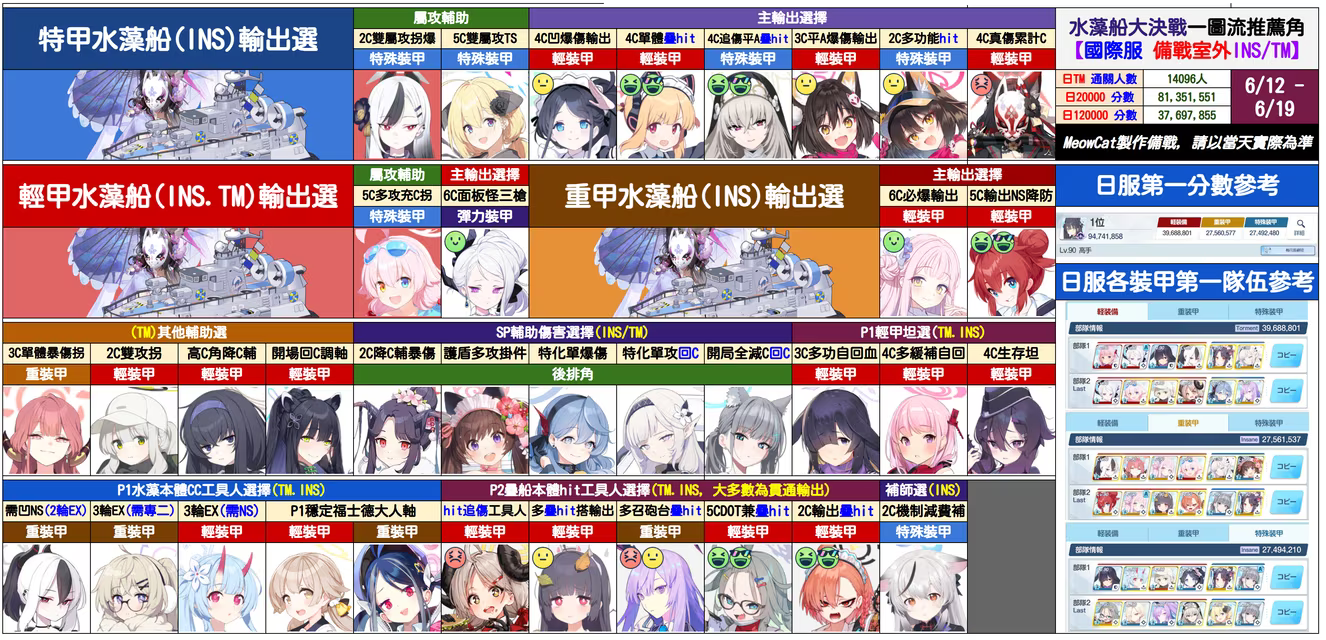 特甲水藻船(INS)輸出選
屬攻輔助
主輸出選擇
2C雙屬攻拐爆
5C雙屬攻TS
4C凹爆傷輸出
4C單體疊hit
4C追傷平A疊hit
3C平A爆傷輸出
2C多功能hit
4C真傷累計C
特殊裝甲
特殊裝甲
輕裝甲
輕裝甲
特殊裝甲
輕裝甲
特殊裝甲
輕裝甲
水藻船大決戰一圖流推薦角
【國際服 備戰室外INS/TM】
日TM 通關人數
14096人
日20000 分數
81,351,551
日120000 分數
37,697,855
6/12 –
6/19
MeowCat製作備戰, 請以當天實際為準
輕甲水藻船(INS.TM)輸出選
屬攻輔助
主輸出選擇
5C多攻充C拐
6C面板怪三槍
特殊裝甲
彈力裝甲
重甲水藻船(INS)輸出選
主輸出選擇
6C必爆輸出
5C輸出NS降防
輕裝甲
輕裝甲
日服第一分數參考
1位
94,741,858
軽装備
重装甲
特殊装甲
39,688,801
27,560,577
27,492,480
詳細
Lv.90 高手
日服各裝甲第一隊伍參考
(TM)其他輔助選
SP輔助傷害選擇(INS/TM)
P1輕甲坦選(TM.INS)
3C單體暴傷拐
2C雙攻拐
高C角降C輔
開場回C調軸
2C降C輔暴傷
護盾多攻掛件
特化單爆傷
特化單攻回C
開局全減C回C
3C多功自回血
4C多緩補自回
4C生存坦
重裝甲
輕裝甲
輕裝甲
輕裝甲
後排角
輕裝甲
輕裝甲
輕裝甲
軽装備
重装甲
特殊装甲
部隊情報
Torment
39,688,801
部隊1
コピー
部隊2
Last
コピー
軽装備
重装甲
特殊装甲
部隊情報
Insane
27,561,537
部隊1
コピー
部隊2
Last
コピー
軽装備
重装甲
特殊装甲
部隊情報
Insane
27,494,210
部隊1
コピー
部隊2
Last
コピー
P1水藻本體CC工具人選擇(TM.INS)
P2疊船本體hit工具人選擇(TM.INS, 大多數為貫通輸出)
補師選(INS)
需凹NS(2輪EX)
3輪EX(需專二)
3輪EX(需NS)
P1穩定福士德大人軸
hit追傷工具人
多疊hit搭輸出
多召砲台疊hit
5CDOT兼疊hit
2C輸出疊hit
2C機制減費補
重裝甲
重裝甲
輕裝甲
輕裝甲
重裝甲
重裝甲
輕裝甲
重裝甲
輕裝甲
輕裝甲
特殊裝甲